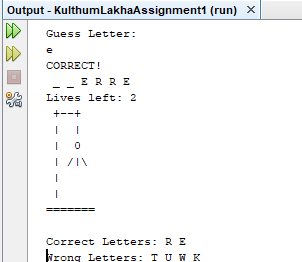 Output - KulthumLakhaAssignment1 (run) ×
Guess Letter:
e
CORRECT!
_ _ E R R E
Lives left: 2
+--+
|  |
|  0
| /|\
|
|
=======
Correct Letters: R E
Wrong Letters: T U W K